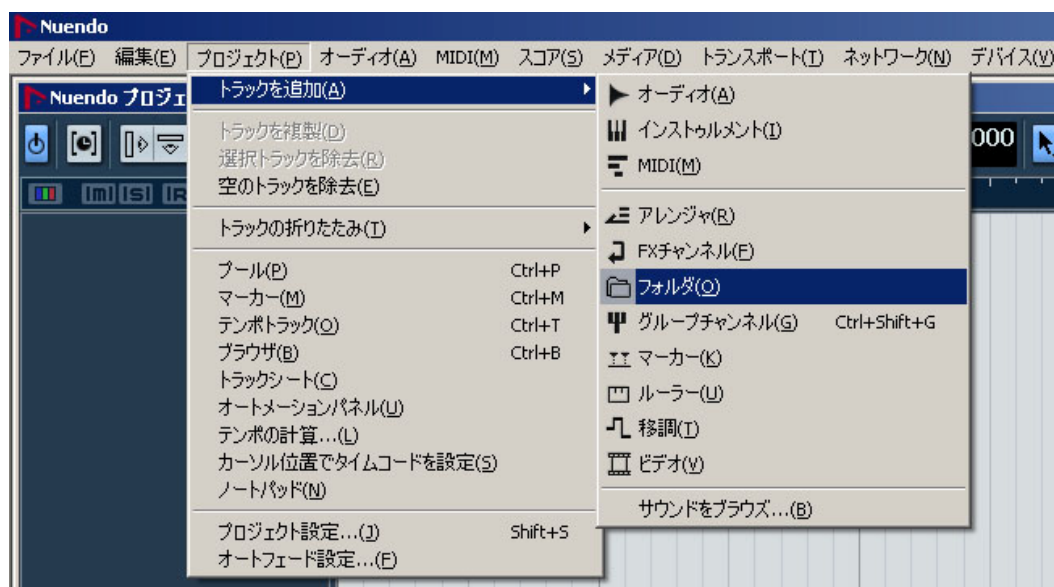 Nuendo
ファイル(F) 編集(E) プロジェクト(P) オーディオ(A) MIDI(M) スコア(S) メディア(D) トランスポート(T) ネットワーク(N) デバイス(V)
Nuendo プロジェ
トラックを追加(A)
トラックを複製(D)
選択トラックを除去(R)
空のトラックを除去(E)
トラックの折りたたみ(T)
プール(P) Ctrl+P
マーカー(M) Ctrl+M
テンポトラック(O) Ctrl+T
ブラウザ(B) Ctrl+B
トラックシート(C)
オートメーションパネル(U)
テンポの計算...(L)
カーソル位置でタイムコードを設定(S)
ノートパッド(N)
プロジェクト設定...(J) Shift+S
オートフェード設定...(F)
オーディオ(A)
インストゥルメント(I)
MIDI(M)
アレンジャ(R)
FXチャンネル(F)
フォルダ(O)
グループチャンネル(G) Ctrl+Shift+G
マーカー(K)
ルーラー(U)
移調(T)
ビデオ(V)
サウンドをブラウズ...(B)
000
[m] [S] [R